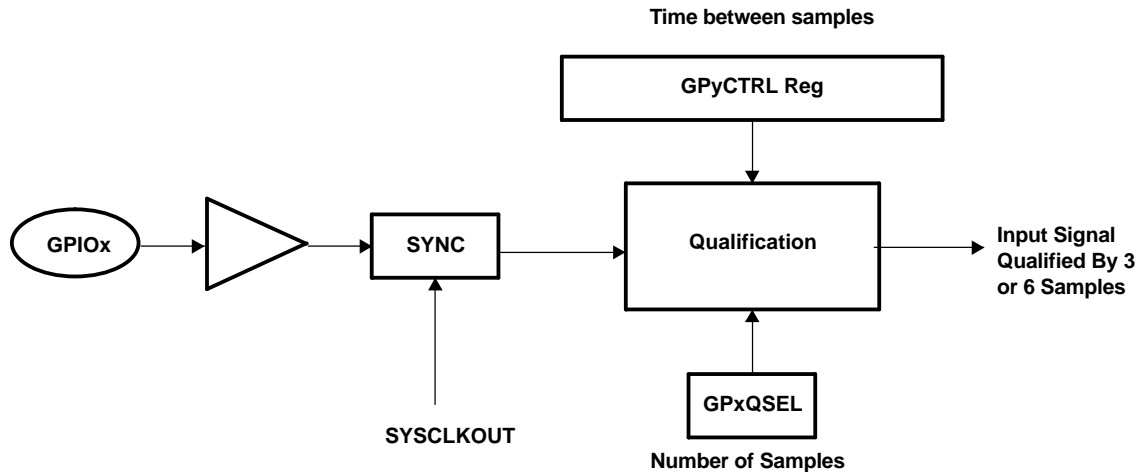 Time between samples
GPyCTRL Reg
GPIOx
SYNC
Qualification
Input Signal
Qualified By 3
or 6 Samples
GPxQSEL
SYSCLKOUT
Number of Samples